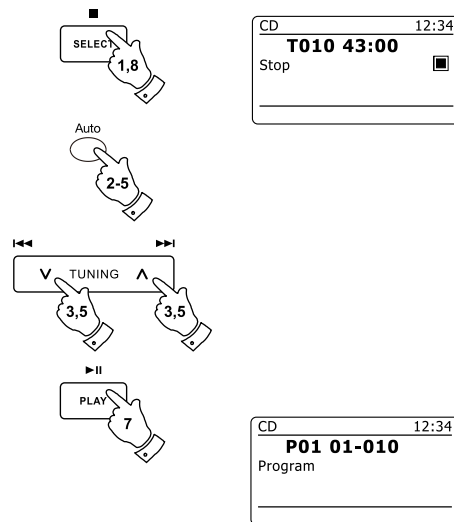 SELECT
1,8
CD 12:34
T010 43:00
Stop
Auto
2-5
TUNING
3,5 3,5
PLAY
7
CD 12:34
P01 01-010
Program